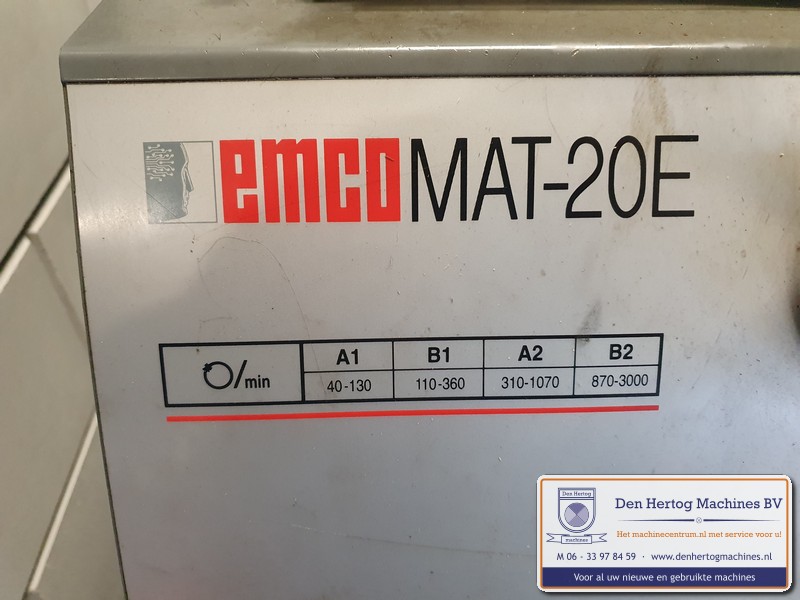 emco MAT-20E
/min A1 B1 A2 B2
40-130 110-360 310-1070 870-3000
Den Hertog
machines
Den Hertog Machines BV
Het machinecentrum.nl met service voor u!
M 06 - 33 97 84 59 · www.denhertogmachines.nl
Voor al uw nieuwe en gebruikte machines